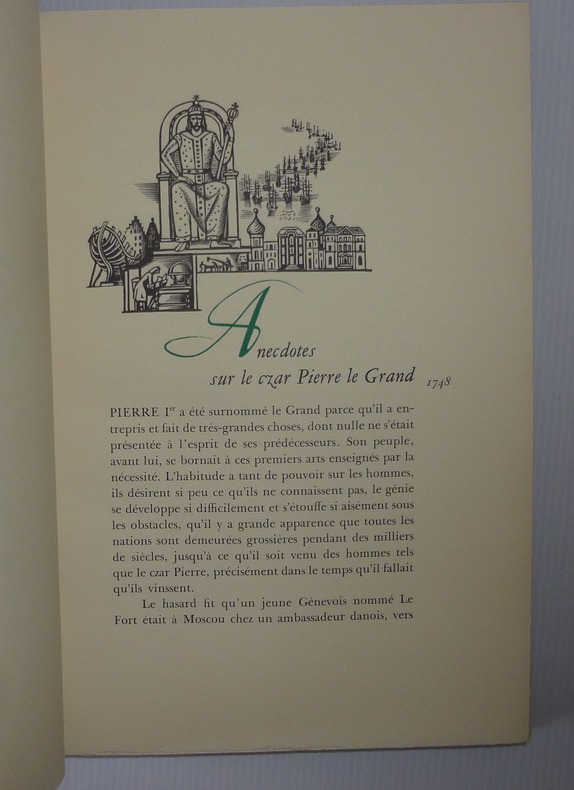 Anecdotes
sur le czar Pierre le Grand 1748
PIERRE Ier a été surnommé le Grand parce qu'il a en-
trepris et fait de très-grandes choses, dont nulle ne s'était
présentée à l'esprit de ses prédécesseurs. Son peuple,
avant lui, se bornait à ces premiers arts enseignés par la
nécessité. L'habitude a tant de pouvoir sur les hommes,
ils désirent si peu ce qu'ils ne connaissent pas, le génie
se développe si difficilement et s'étouffe si aisément sous
les obstacles, qu'il y a grande apparence que toutes les
nations sont demeurées grossières pendant des milliers
de siècles, jusqu'à ce qu'il soit venu des hommes tels
que le czar Pierre, précisément dans le temps qu'il fallait
qu'ils vinssent.
Le hasard fit qu'un jeune Génevois nommé Le
Fort était à Moscou chez un ambassadeur danois, vers